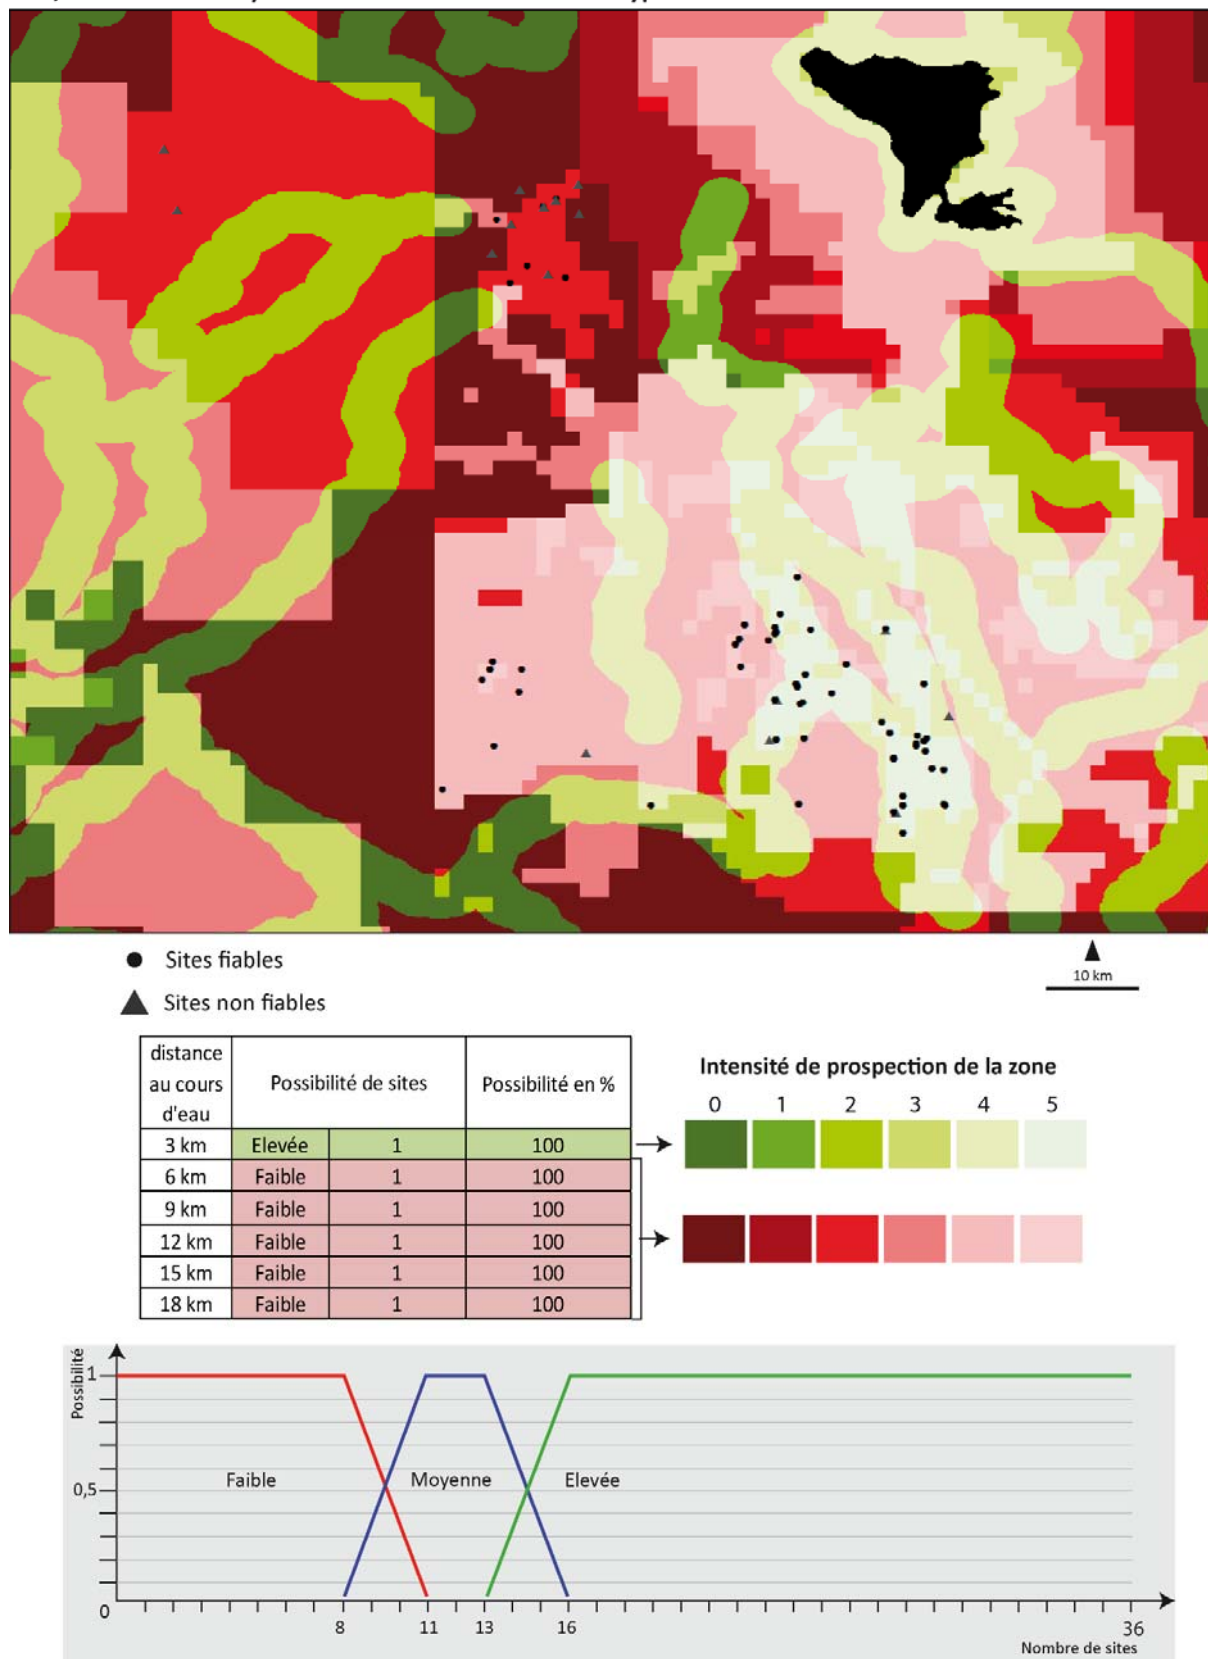 Sites fiables
10 km
Sites non fiables
distance au cours d'eau Possibilité de sites Possibilité en %
3 km Elevée 1 100
6 km Faible 1 100
9 km Faible 1 100
12 km Faible 1 100
15 km Faible 1 100
18 km Faible 1 100
Intensité de prospection de la zone
0 1 2 3 4 5
Possibilité
1
Faible Moyenne Elevée
0,5
0 8 11 13 16 36
Nombre de sites